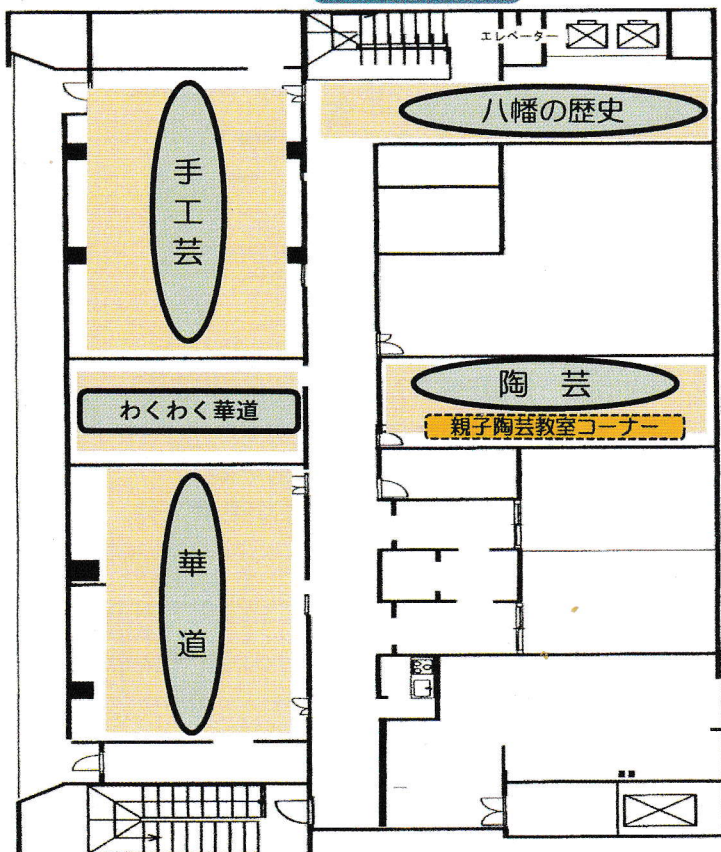 エレベーター
八幡の歴史
手工芸
陶芸
わくわく華道
親子陶芸教室コーナー
華道